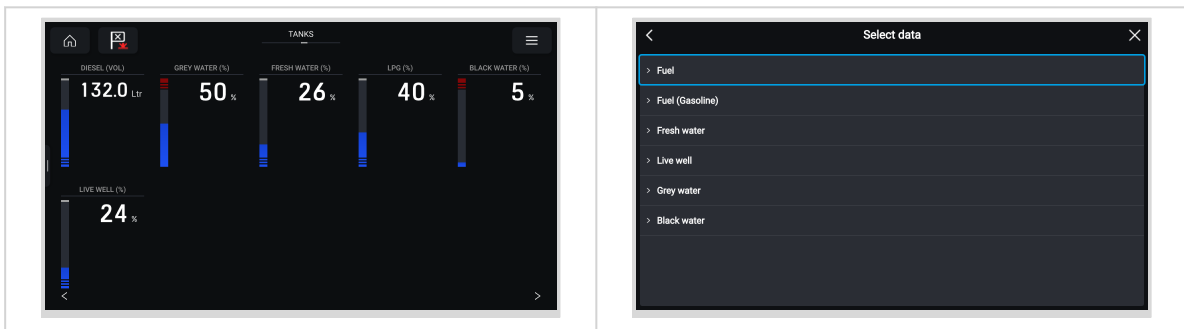 TANKS
DIESEL (VOL) GREY WATER (%) FRESH WATER (%) LPG (%) BLACK WATER (%)
132.0 Ltr 50 % 26 % 40 % 5 %
LIVE WELL (%)
24 %
Select data
Fuel
Fuel (Gasoline)
Fresh water
Live well
Grey water
Black water